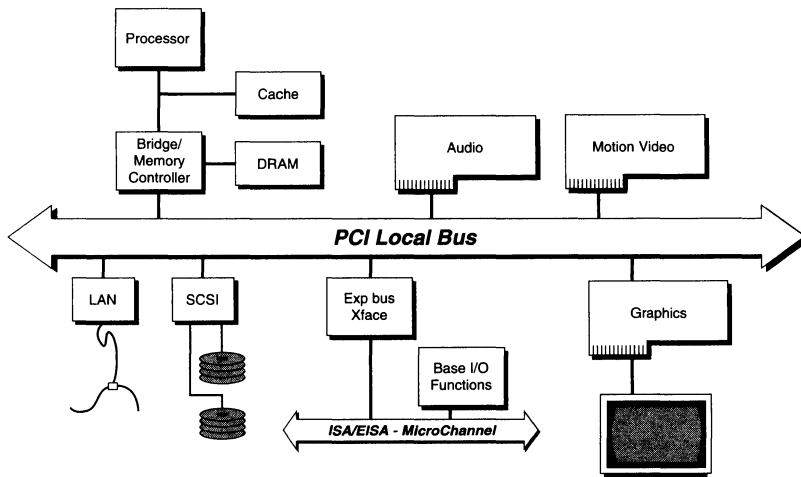 Processor
Cache
Bridge/
Memory
Controller
DRAM
Audio
Motion Video
PCI Local Bus
LAN
SCSI
Exp bus
Xface
Graphics
Base I/O
Functions
ISA/EISA - MicroChannel